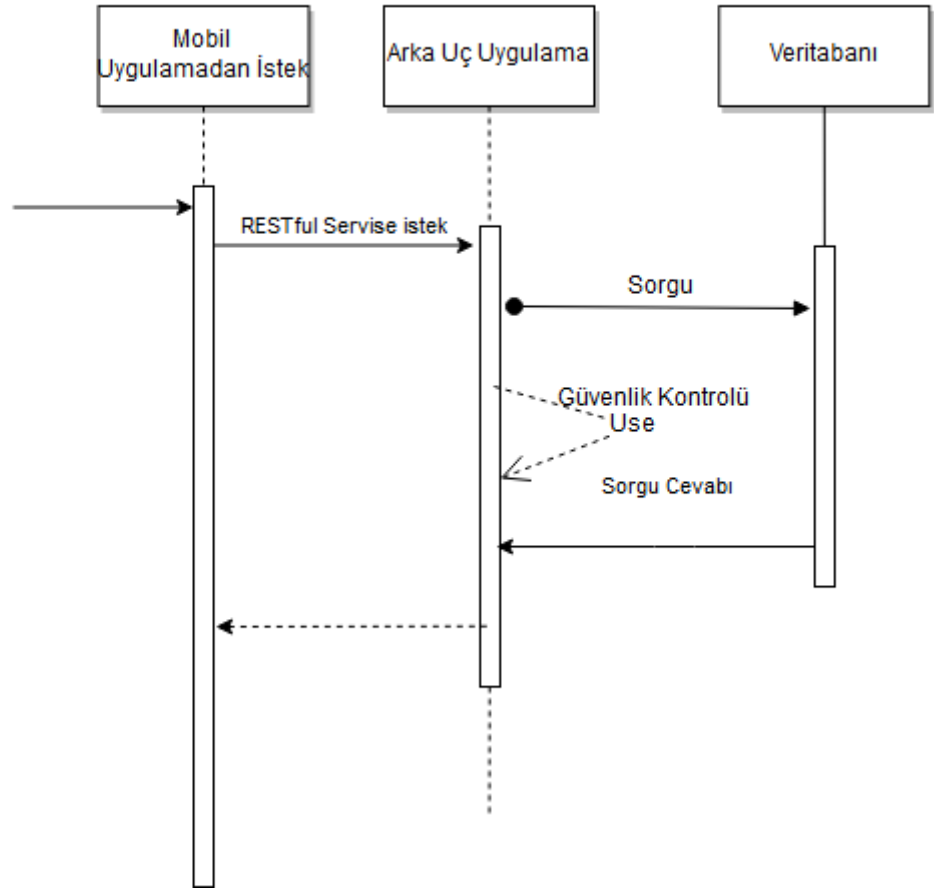 Mobil
Uygulamadan İstek
Arka Uç Uygulama
Veritabanı
RESTful Servise istek
Sorgu
Güvenlik Kontrolü
Use
Sorgu Cevabı